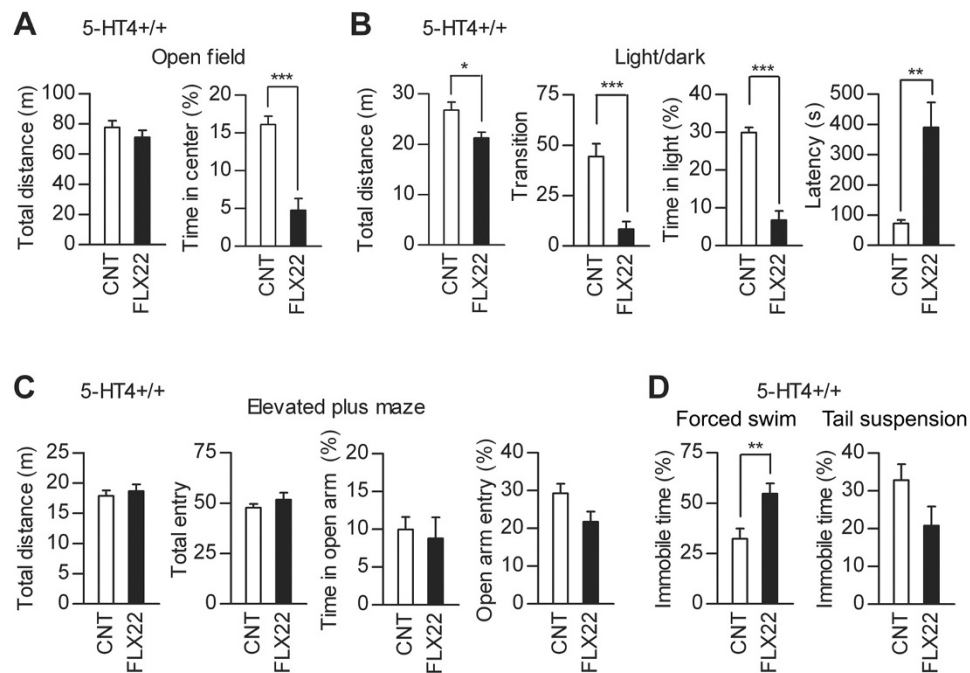 A
5-HT4+/+
Open field
Total distance (m)
100
80
60
40
20
0
CNT
FLX22
Time in center (%)
20
15
10
5
0
***
CNT
FLX22
B
5-HT4+/+
Light/dark
Total distance (m)
30
20
10
0
*
CNT
FLX22
Transition
75
50
25
0
***
CNT
FLX22
Time in light (%)
40
30
20
10
0
***
CNT
FLX22
Latency (s)
500
400
300
200
100
0
**
CNT
FLX22
C
5-HT4+/+
Elevated plus maze
Total distance (m)
25
20
15
10
5
0
CNT
FLX22
Total entry
75
50
25
0
CNT
FLX22
Time in open arm (%)
20
15
10
5
0
CNT
FLX22
Open arm entry (%)
40
30
20
10
0
CNT
FLX22
D
5-HT4+/+
Forced swim
Immobile time (%)
75
50
25
0
**
CNT
FLX22
Tail suspension
Immobile time (%)
40
30
20
10
0
CNT
FLX22